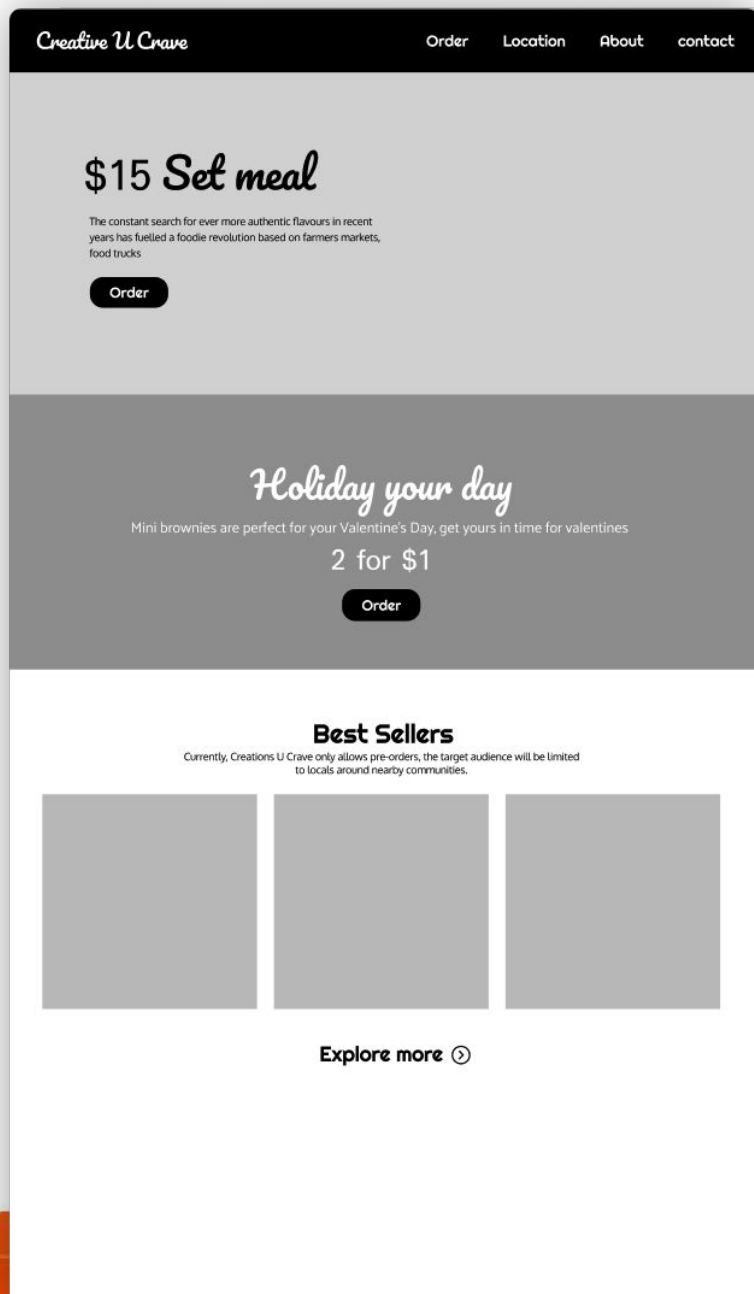 Creative U Crave
Order Location About contact
$15 Set meal
The constant search for ever more authentic flavours in recent
years has fuelled a foodie revolution based on farmers markets,
food trucks
Order
Holiday your day
Mini brownies are perfect for your Valentine's Day, get yours in time for valentines
2 for $1
Order
Best Sellers
Currently, Creations U Crave only allows pre-orders, the target audience will be limited
to locals around nearby communities.
Explore more